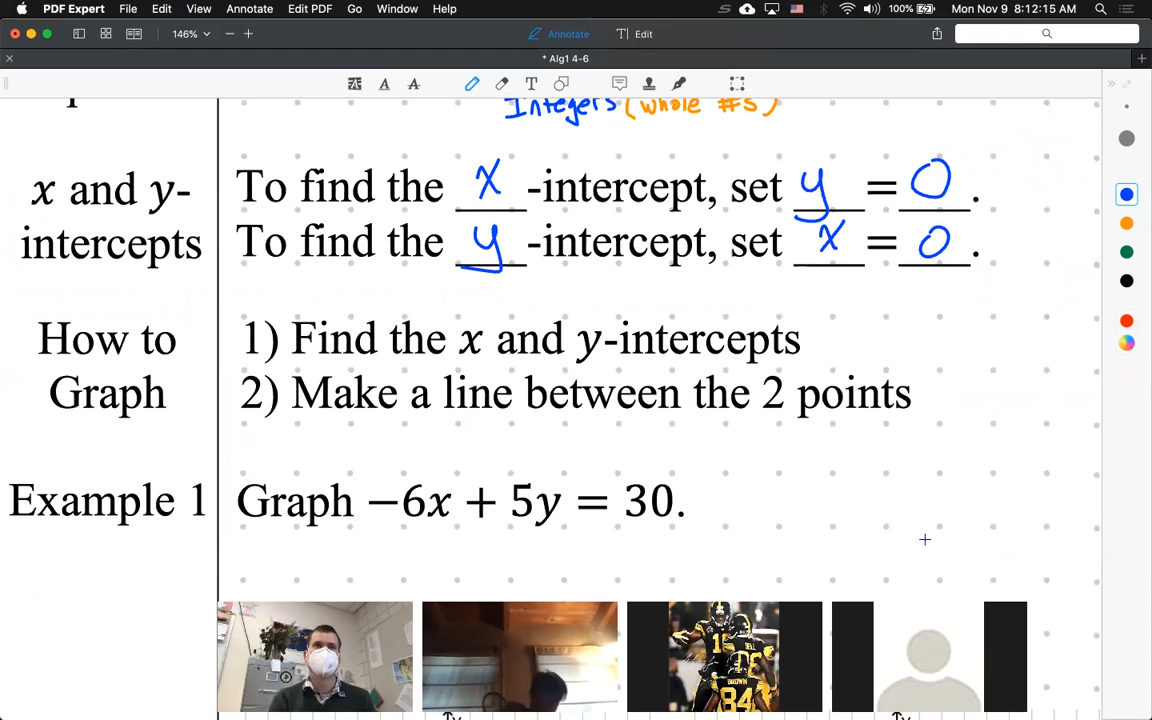 PDF Expert File Edit View Annotate Edit PDF Go Window Help 100% Mon Nov 9 8:12:15 AM
146% Annotate Edit
* Alg1 4-6
Integers (whole #s)
x and y-intercepts
To find the x -intercept, set y = 0.
To find the y -intercept, set x = 0.
How to
Graph
1) Find the x and y-intercepts
2) Make a line between the 2 points
Example 1
Graph −6x + 5y = 30.
BELL
BROWN
84
y
y